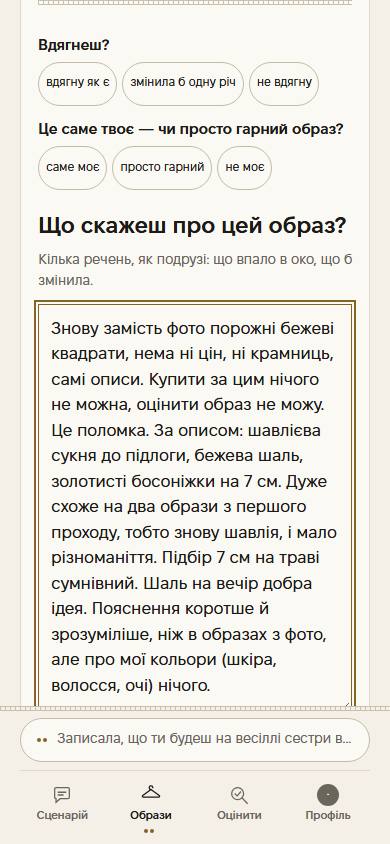 Вдягнеш?
вдягну як є
змінила б одну річ
не вдягну
Це саме твоє — чи просто гарний образ?
саме моє
просто гарний
не моє
Що скажеш про цей образ?
Кілька речень, як подрузі: що впало в око, що б
змінила.
Знову замість фото порожні бежеві
квадрати, нема ні цін, ні крамниць,
самі описи. Купити за цим нічого
не можна, оцінити образ не можу.
Це поломка. За описом: шавлієва
сукня до підлоги, бежева шаль,
золотисті босоніжки на 7 см. Дуже
схоже на два образи з першого
проходу, тобто знову шавлія, і мало
різноманіття. Підбір 7 см на траві
сумнівний. Шаль на вечір добра
ідея. Пояснення коротше й
зрозуміліше, ніж в образах з фото,
але про мої кольори (шкіра,
волосся, очі) нічого.
Записала, що ти будеш на весіллі сестри в...
Сценарій
Образи
Оцінити
Профіль